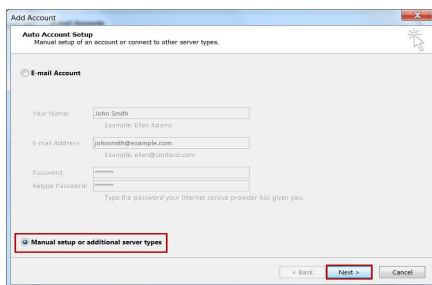 Add Account
Auto Account Setup
Manual setup of an account or connect to other server types.
E-mail Account
Your Name:
John Smith
Example: Ellen Adams
E-mail Address:
johnsmith@example.com
Example: ellen@contoso.com
Password:
*******
Retype Password:
*******
Type the password your Internet service provider has given you.
Manual setup or additional server types
< Back
Next >
Cancel